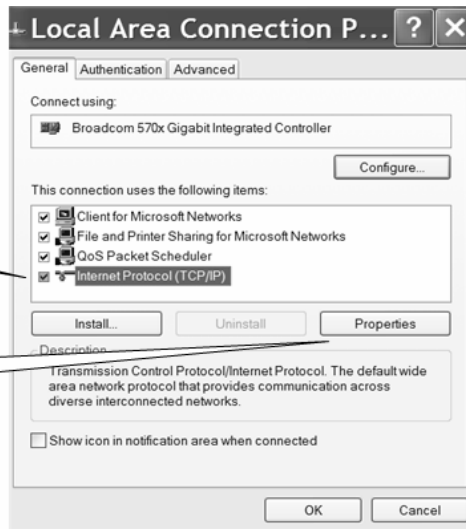 Local Area Connection P... ? X
General Authentication Advanced
Connect using:
Broadcom 570x Gigabit Integrated Controller
Configure...
This connection uses the following items:
Client for Microsoft Networks
File and Printer Sharing for Microsoft Networks
QoS Packet Scheduler
Internet Protocol (TCP/IP)
Install... Uninstall Properties
Description
Transmission Control Protocol/Internet Protocol. The default wide
area network protocol that provides communication across
diverse interconnected networks.
Show icon in notification area when connected
OK Cancel